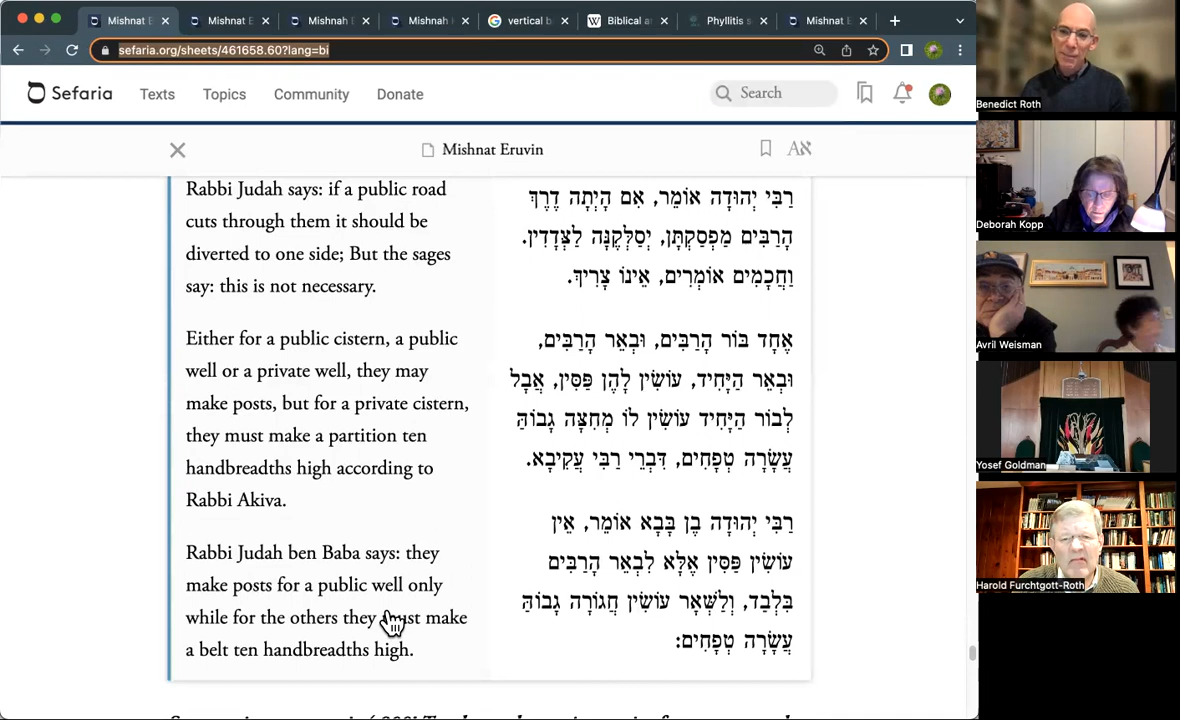 Mishnat E
Mishnat E
Mishnah
Mishnah
vertical b
Biblical a
Phyllitis s
Mishnat E
sefaria.org/sheets/461658.60?lang=bi
Sefaria
Texts
Topics
Community
Donate
Search
Mishnat Eruvin
Rabbi Judah says: if a public road
cuts through them it should be
diverted to one side; But the sages
say: this is not necessary.
Either for a public cistern, a public
well or a private well, they may
make posts, but for a private cistern,
they must make a partition ten
handbreadths high according to
Rabbi Akiva.
Rabbi Judah ben Baba says: they
make posts for a public well only
while for the others they must make
a belt ten handbreadths high.
רַבִּי יְהוּדָה אוֹמֵר, אִם הָיְתָה דֶרֶךְ
הָרַבִּים מַפְסַקְתָּן, יְסַלְּקֶנָּה לַצְּדָדִין.
וַחֲכָמִים אוֹמְרִים, אֵינוֹ צָרִיךְ.
אֶחָד בּוֹר הָרַבִּים, וּבְאֵר הָרַבִּים,
וּבְאֵר הַיָּחִיד, עוֹשִׂין לָהֶן פַּסִּין, אֲבָל
לְבוֹר הַיָּחִיד עוֹשִׂין לוֹ מְחִצָּה גָבוֹהַּ
עֲשָׂרָה טְפָחִים, דִּבְרֵי רַבִּי עֲקִיבָא.
רַבִּי יְהוּדָה בֶן בָּבָא אוֹמֵר, אֵין
עוֹשִׂין פַּסִּין אֶלָּא לִבְאֵר הָרַבִּים
בִּלְבַד, וְלַשְּׁאָר עוֹשִׂין חֲגוֹרָה גָבוֹהַּ
עֲשָׂרָה טְפָחִים:
Benedict Roth
Deborah Kopp
Avril Weisman
Yosef Goldman
Harold Furchtgott-Roth